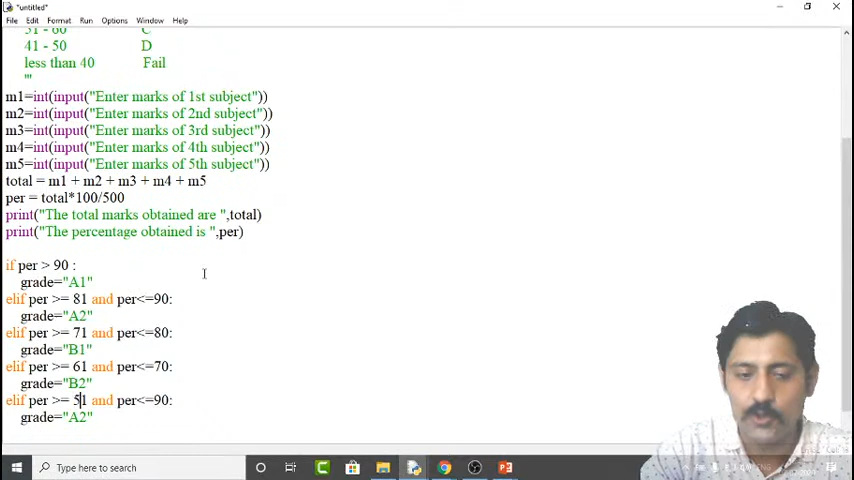 *untitled*
File Edit Format Run Options Window Help
51 - 60 C
41 - 50 D
less than 40 Fail
'''
m1=int(input("Enter marks of 1st subject"))
m2=int(input("Enter marks of 2nd subject"))
m3=int(input("Enter marks of 3rd subject"))
m4=int(input("Enter marks of 4th subject"))
m5=int(input("Enter marks of 5th subject"))
total = m1 + m2 + m3 + m4 + m5
per = total*100/500
print("The total marks obtained are ",total)
print("The percentage obtained is ",per)
if per > 90 :
grade="A1"
elif per >= 81 and per<=90:
grade="A2"
elif per >= 71 and per<=80:
grade="B1"
elif per >= 61 and per<=70:
grade="B2"
elif per >= 51 and per<=90:
grade="A2"
Type here to search
ENG